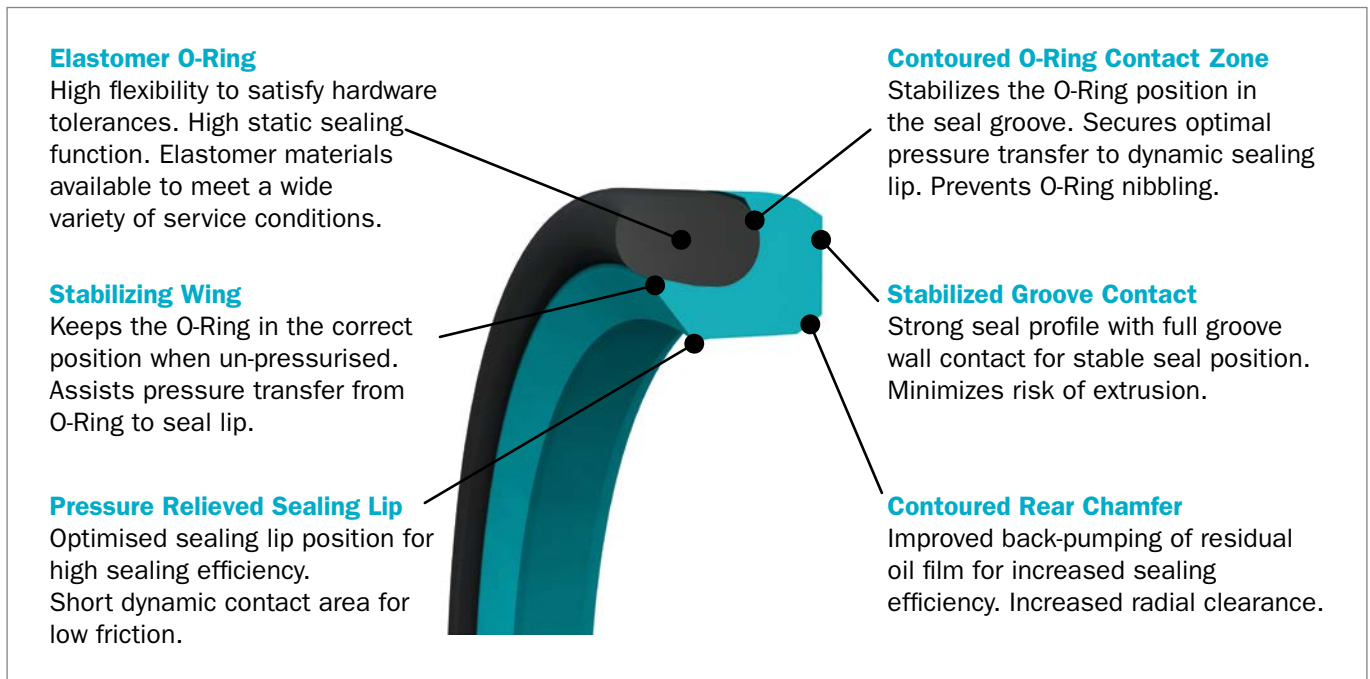 Elastomer O-Ring
High flexibility to satisfy hardware
tolerances. High static sealing
function. Elastomer materials
available to meet a wide
variety of service conditions.
Stabilizing Wing
Keeps the O-Ring in the correct
position when un-pressurised.
Assists pressure transfer from
O-Ring to seal lip.
Pressure Relieved Sealing Lip
Optimised sealing lip position for
high sealing efficiency.
Short dynamic contact area for
low friction.
Contoured O-Ring Contact Zone
Stabilizes the O-Ring position in
the seal groove. Secures optimal
pressure transfer to dynamic sealing
lip. Prevents O-Ring nibbling.
Stabilized Groove Contact
Strong seal profile with full groove
wall contact for stable seal position.
Minimizes risk of extrusion.
Contoured Rear Chamfer
Improved back-pumping of residual
oil film for increased sealing
efficiency. Increased radial clearance.